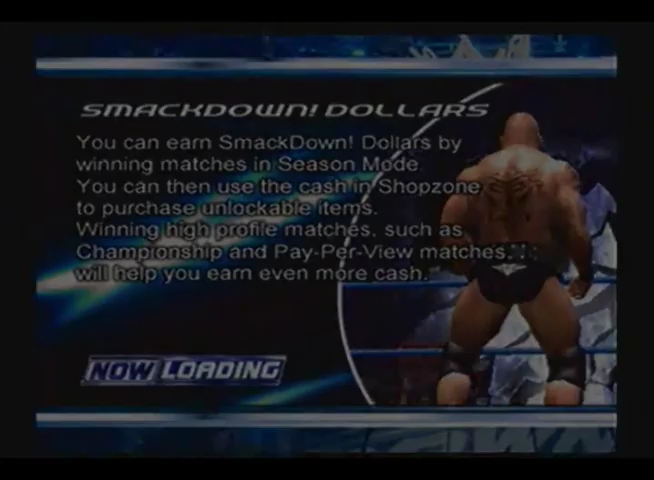 SMACKDOWN! DOLLARS
You can earn SmackDown! Dollars by
winning matches in Season Mode.
You can then use the cash in Shopzone
to purchase unlockable items.
Winning high profile matches, such as
Championship and Pay-Per-View matches,
will help you earn even more cash.
NOW LOADING